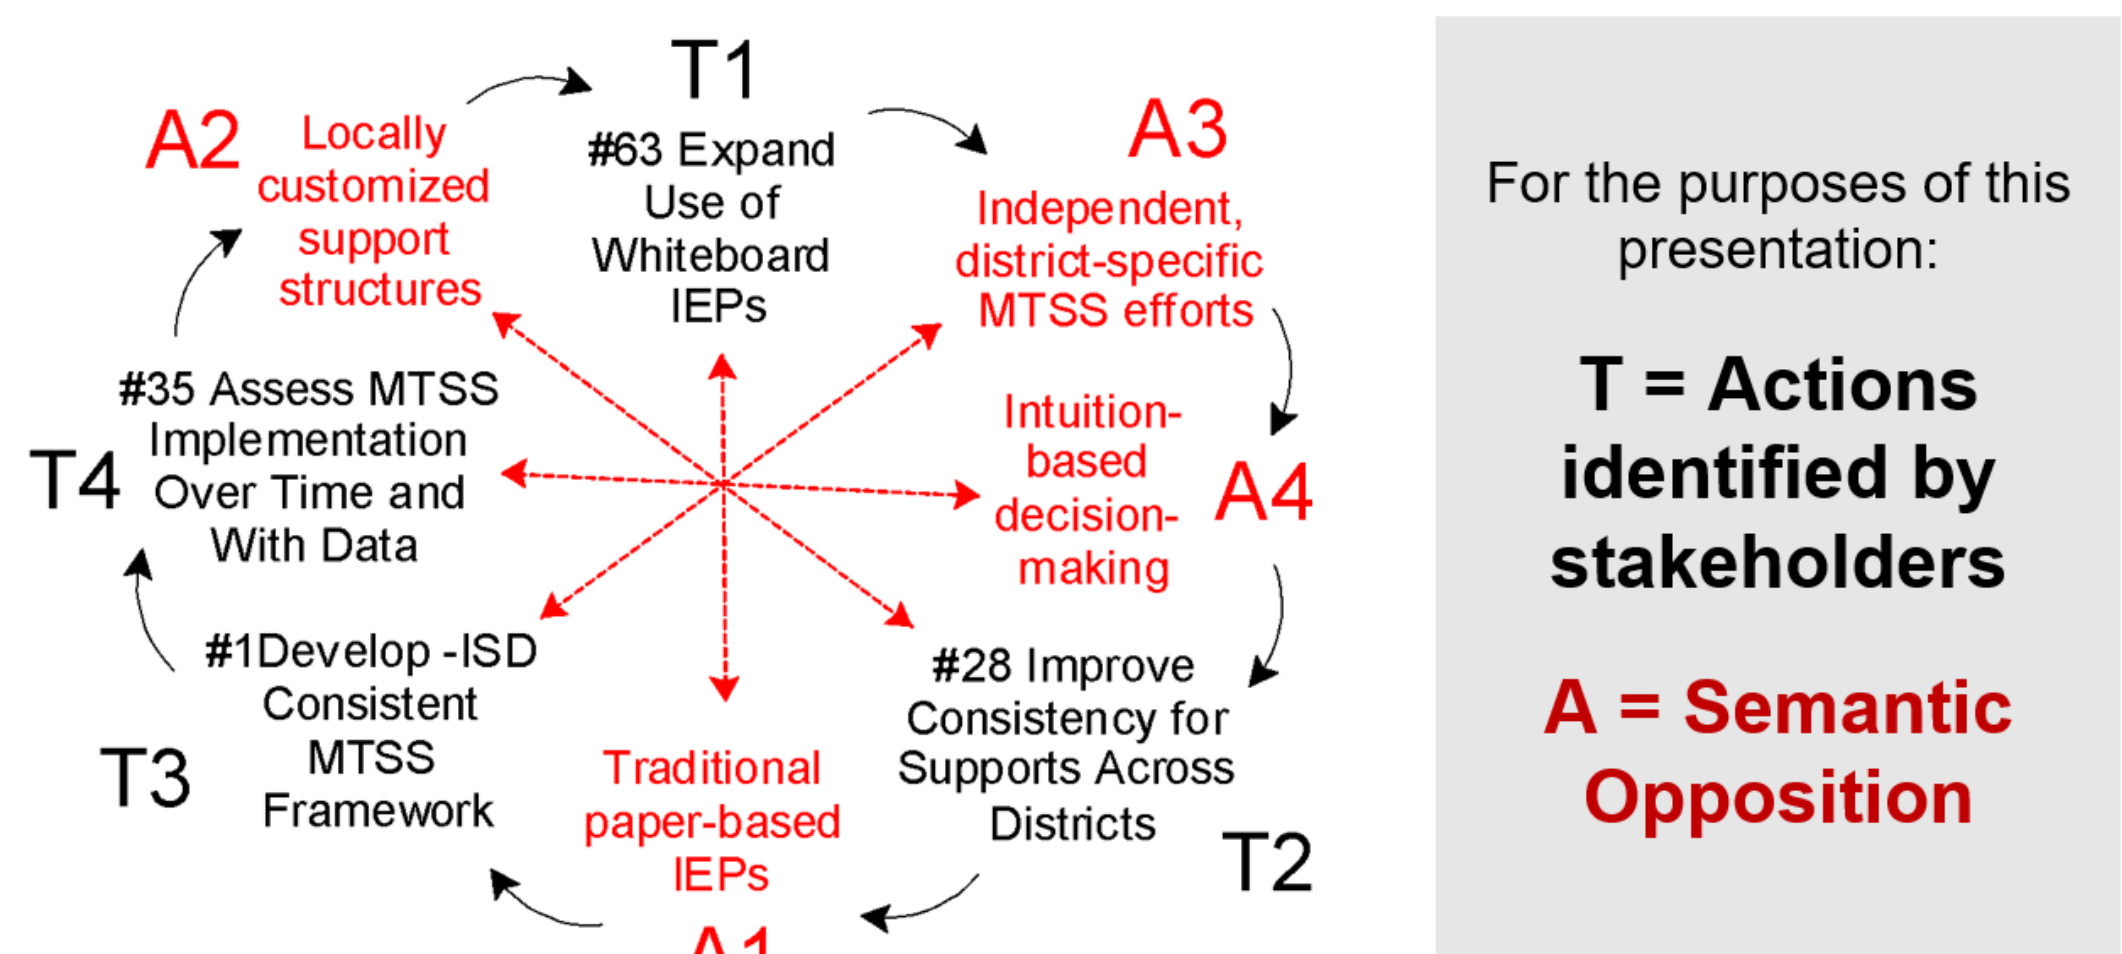 T1
#63 Expand
Use of
Whiteboard
IEPs
A3
Independent,
district-specific
MTSS efforts
Intuition-
based
decision-
making
A4
#28 Improve
Consistency for
Supports Across
Districts
T2
Traditional
paper-based
IEPs
A1
#1Develop -ISD
Consistent
MTSS
Framework
T3
#35 Assess MTSS
Implementation
Over Time and
With Data
T4
A2
Locally
customized
support
structures
For the purposes of this
presentation:
T = Actions
identified by
stakeholders
A = Semantic
Opposition